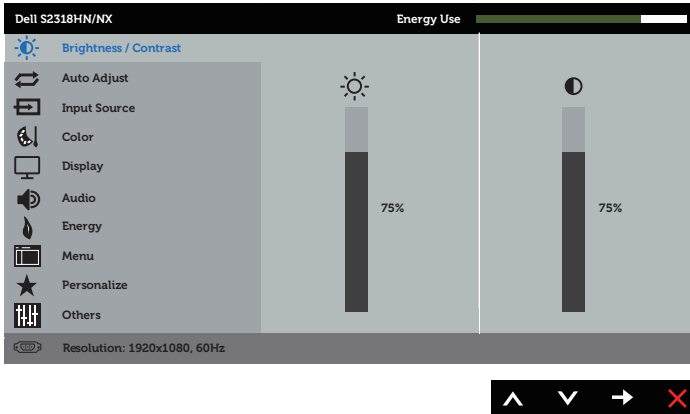 Dell S2318HN/NX
Energy Use
Brightness / Contrast
Auto Adjust
Input Source
Color
Display
Audio
Energy
Menu
Personalize
Others
75%
75%
Resolution: 1920x1080, 60Hz